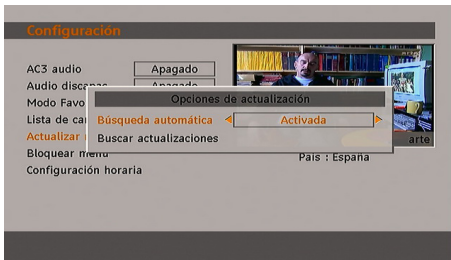 Configuración
AC3 audio Apagado
Audio discapac Apagado
Modo Favo
Opciones de actualización
Lista de ca
Búsqueda automática Activada
Actualizar
Buscar actualizaciones
arte
Bloquear menú
País : España
Configuración horaria